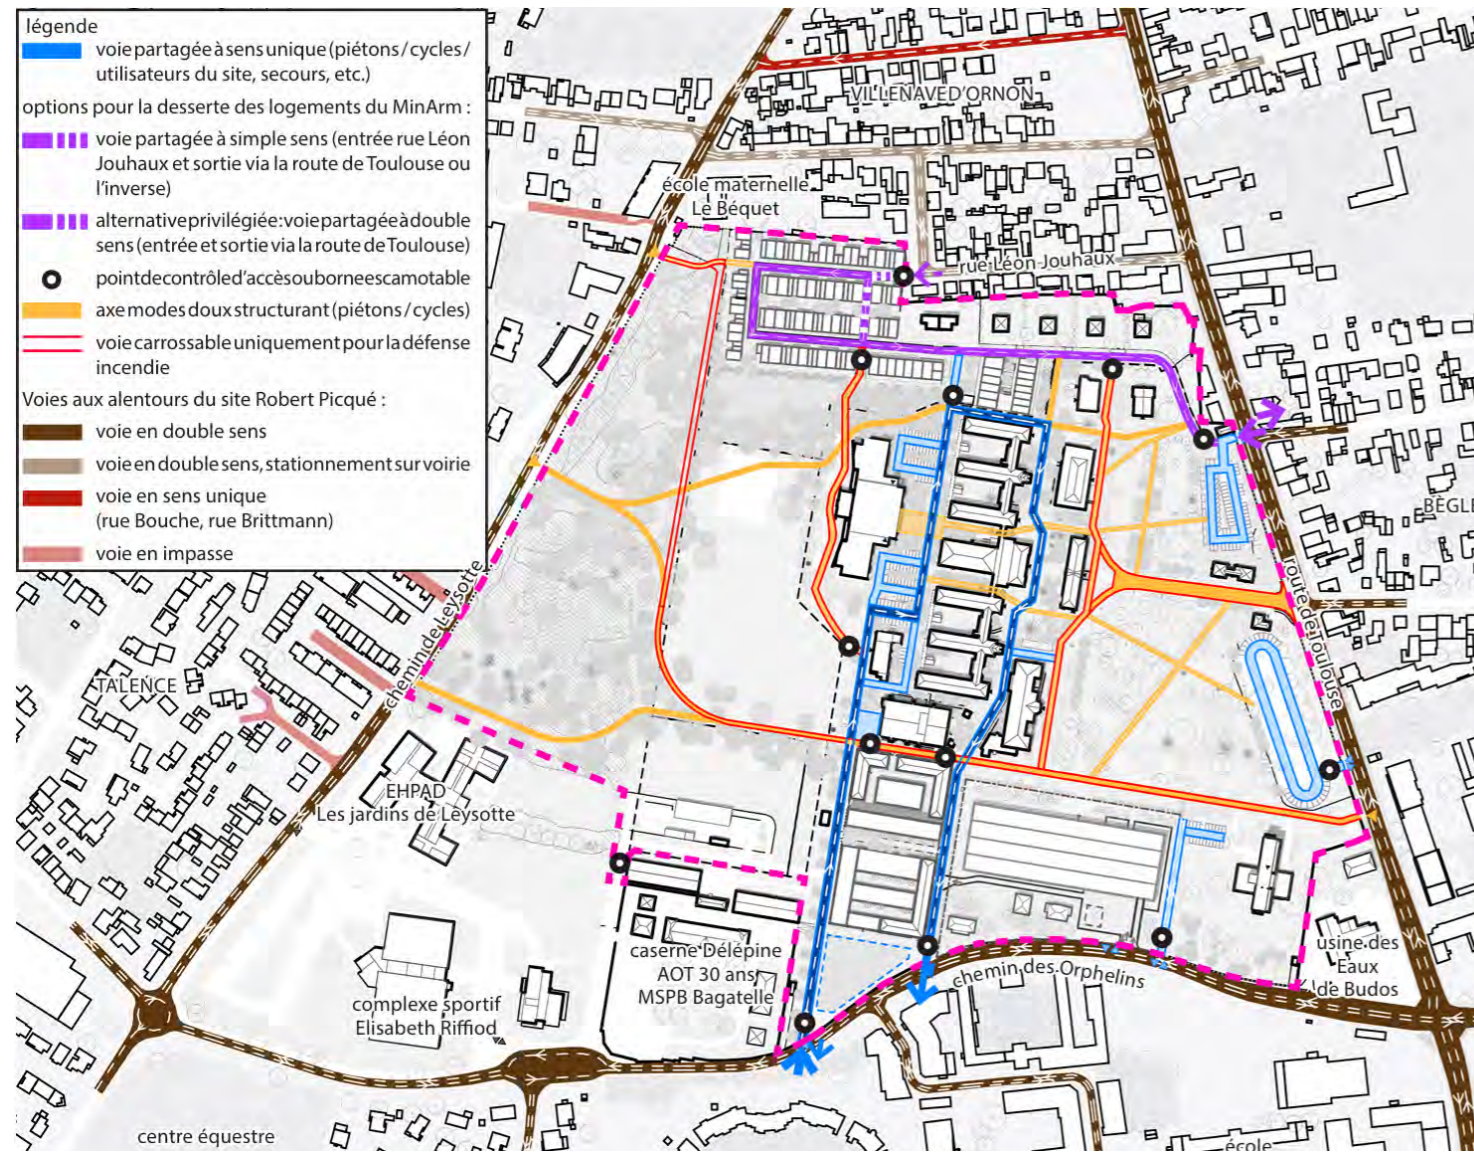 légende
voie partagée à sens unique (piétons / cycles /
utilisateurs du site, secours, etc.)
options pour la desserte des logements du MinArm :
voie partagée à simple sens (entrée rue Léon
Jouhaux et sortie via la route de Toulouse ou
l'inverse)
alternative privilégiée : voie partagée à double
sens (entrée et sortie via la route de Toulouse)
point de contrôle d'accès ou borne escamotable
axe modes doux structurant (piétons / cycles)
voie carrossable uniquement pour la défense
incendie
Voies aux alentours du site Robert Picqué :
voie en double sens
voie en double sens, stationnement sur voirie
voie en sens unique
(rue Bouche, rue Brittmann)
voie en impasse
VILLENAVE D'ORNON
école maternelle
Le Béquet
rue Léon Jouhaux
BÈGL
route de Toulouse
chemin de Leysotte
TALENCE
EHPAD
Les jardins de Leysotte
caserne Délépine
AOT 30 ans
MSPB Bagatelle
complexe sportif
Elisabeth Riffiod
chemin des Orphelins
usine des
Eaux
de Budos
centre équestre
école